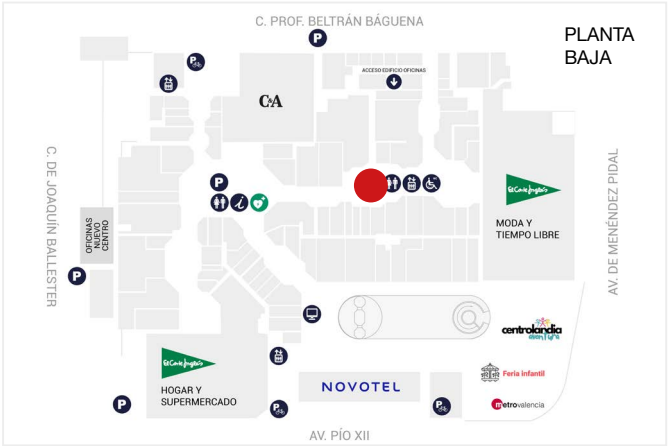 C. PROF. BELTRÁN BÁGUENA
PLANTA
BAJA
P
P
ACCESO EDIFICIO OFICINAS
C&A
C. DE JOAQUÍN BALLESTER
OFICINAS
NUEVO
CENTRO
P
i
El Corte Inglés
MODA Y
TIEMPO LIBRE
AV. DE MENÉNDEZ PIDAL
P
centrolandia
aventura
El Corte Inglés
HOGAR Y
SUPERMERCADO
Feria infantil
NOVOTEL
metrovalencia
P
P
P
AV. PÍO XII